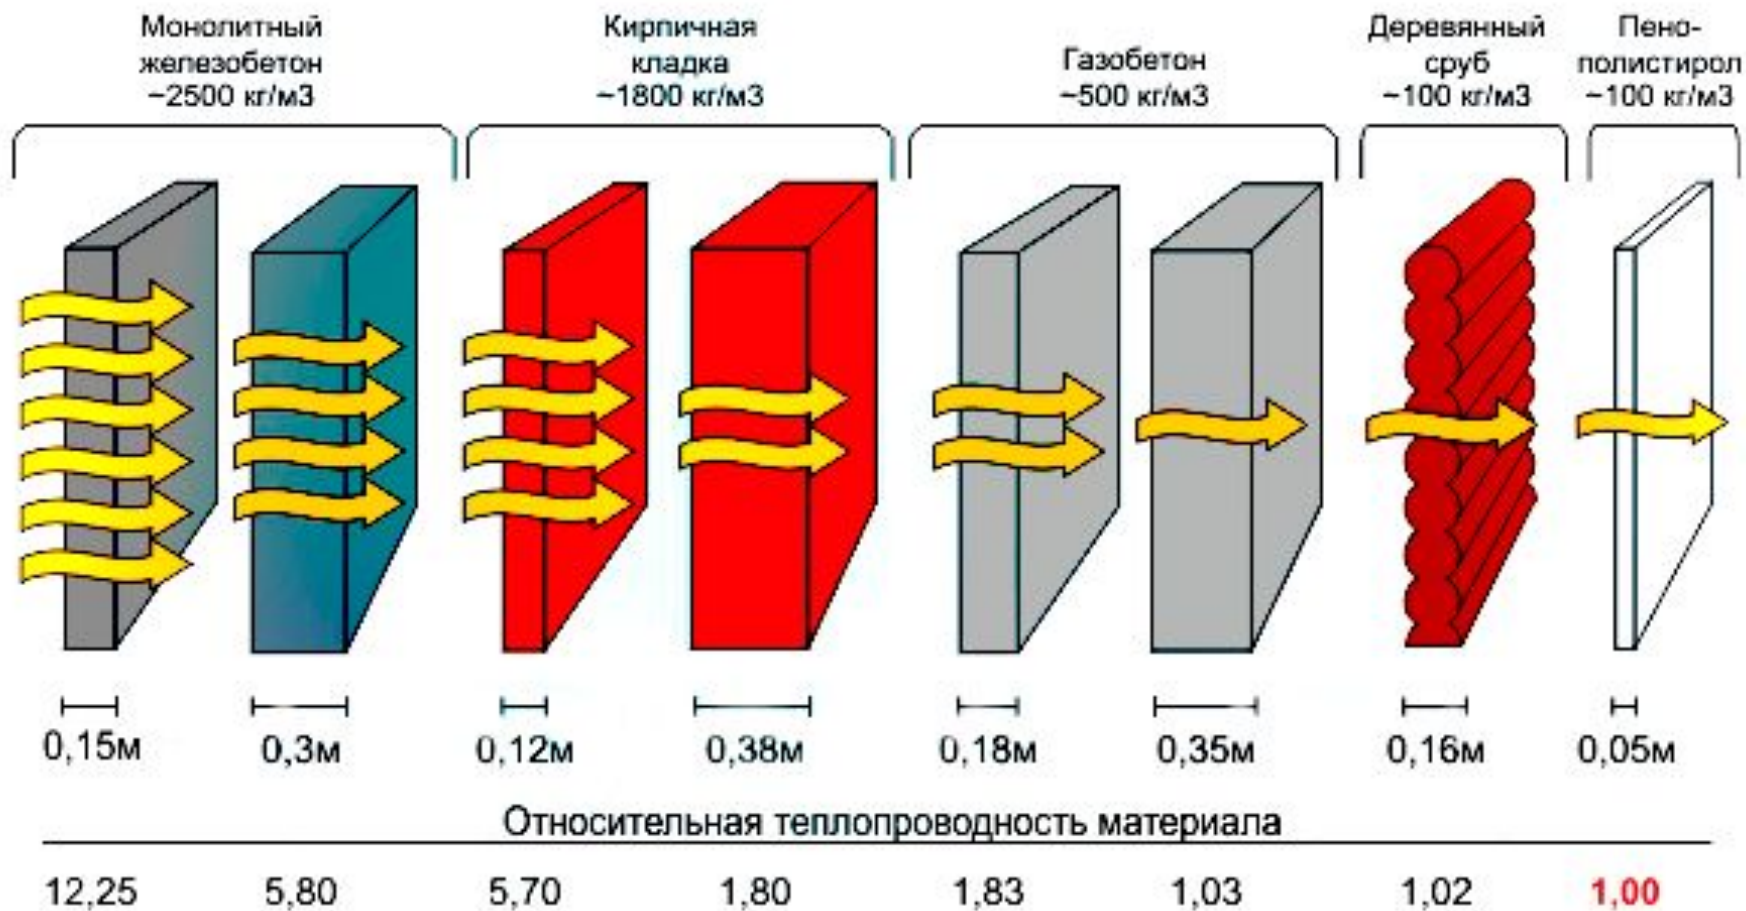 Монолитный
железобетон
~2500 кг/м3
Кирпичная
кладка
~1800 кг/м3
Газобетон
~500 кг/м3
Деревянный
сруб
~100 кг/м3
Пено-
полистирол
~100 кг/м3
0,15м 0,3м 0,12м 0,38м 0,18м 0,35м 0,16м 0,05м
Относительная теплопроводность материала
12,25 5,80 5,70 1,80 1,83 1,03 1,02 1,00